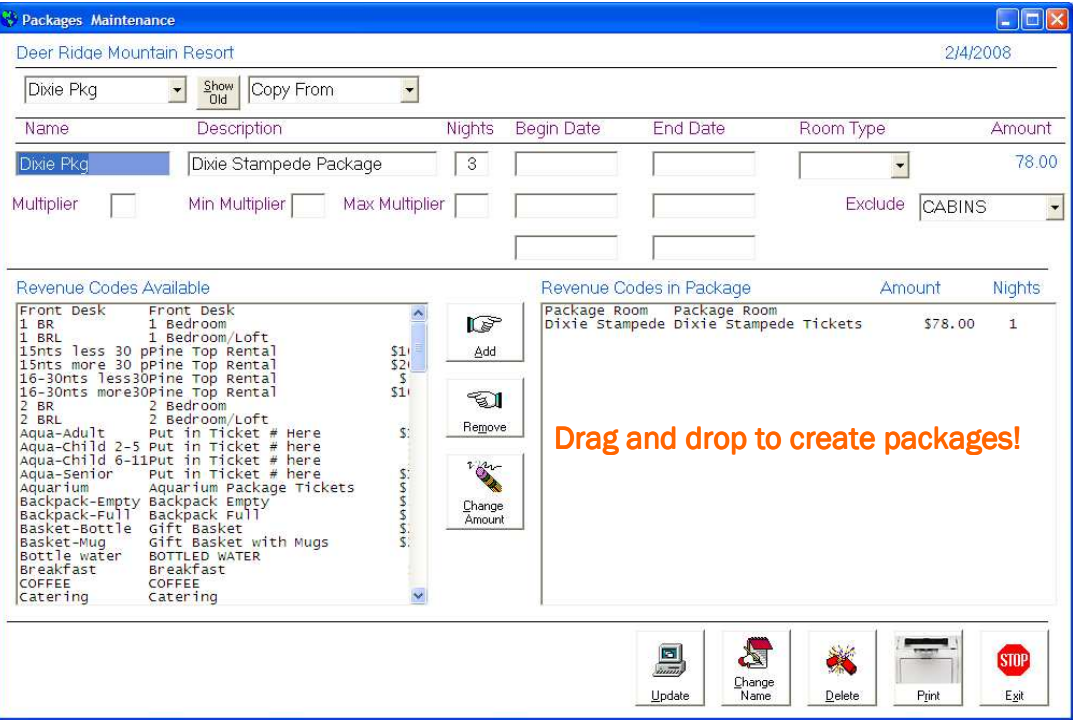 Packages Maintenance
Deer Ridge Mountain Resort 2/4/2008
Dixie Pkg Show Old Copy From
Name Description Nights Begin Date End Date Room Type Amount
Dixie Pkg Dixie Stampede Package 3 78.00
Multiplier Min Multiplier Max Multiplier Exclude CABINS
Revenue Codes Available
Front Desk Front Desk
1 BR 1 Bedroom
1 BRL 1 Bedroom/Loft
15nts less 30 pPine Top Rental $1
15nts more 30 pPine Top Rental $2
16-30nts less30Pine Top Rental $
16-30nts more30Pine Top Rental $1
2 BR 2 Bedroom
2 BRL 2 Bedroom/Loft
Aqua-Adult Put in Ticket # Here $
Aqua-Child 2-5 Put in Ticket # here
Aqua-Child 6-11Put in Ticket # here
Aqua-Senior Put in Ticket # here $
Aquarium Aquarium Package Tickets $
Backpack-Empty Backpack Empty $
Backpack-Full Backpack Full $
Basket-Bottle Gift Basket $
Basket-Mug Gift Basket with Mugs $
Bottle water BOTTLED WATER
Breakfast Breakfast
COFFEE COFFEE
Catering Catering
Add
Remove
Change
Amount
Revenue Codes in Package Amount Nights
Package Room Package Room
Dixie Stampede Dixie Stampede Tickets $78.00 1
Drag and drop to create packages!
Update
Change
Name
Delete
Print
STOP
Exit